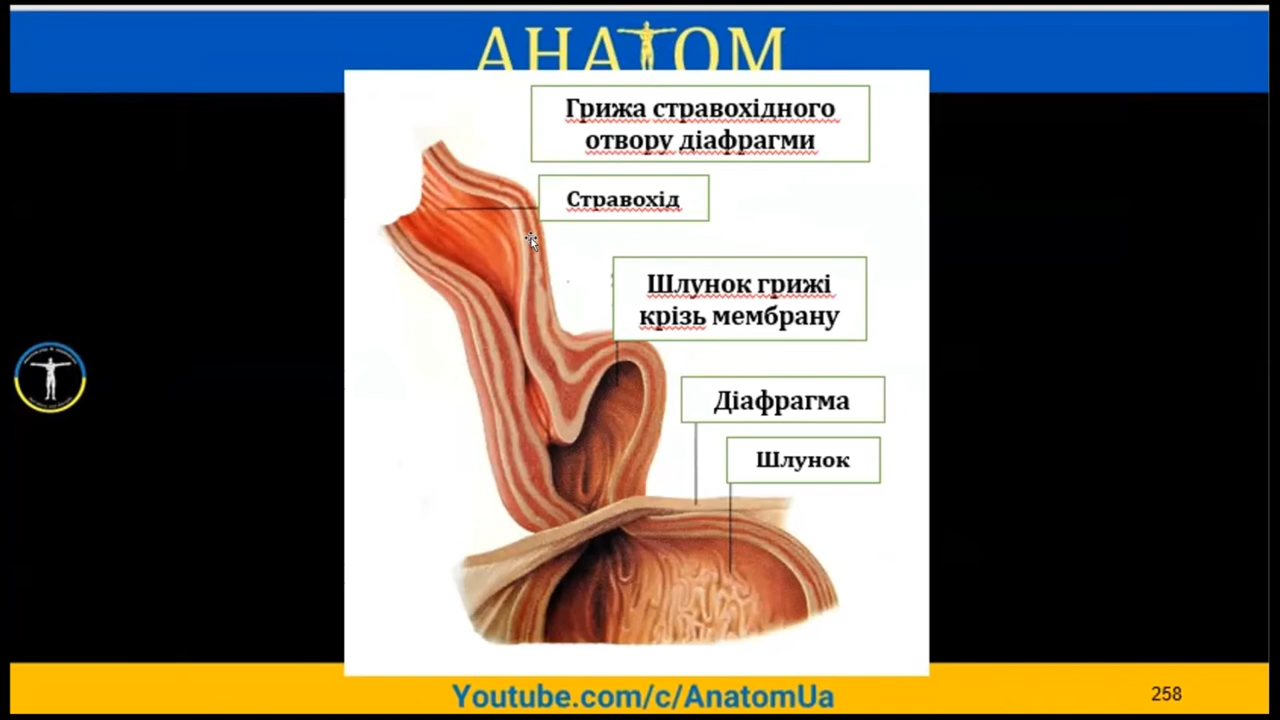 АНАТОМ
Грижа стравохідного
отвору діафрагми
Стравохід
Шлунок грижі
крізь мембрану
Діафрагма
Шлунок
Youtube.com/c/AnatomUa
258